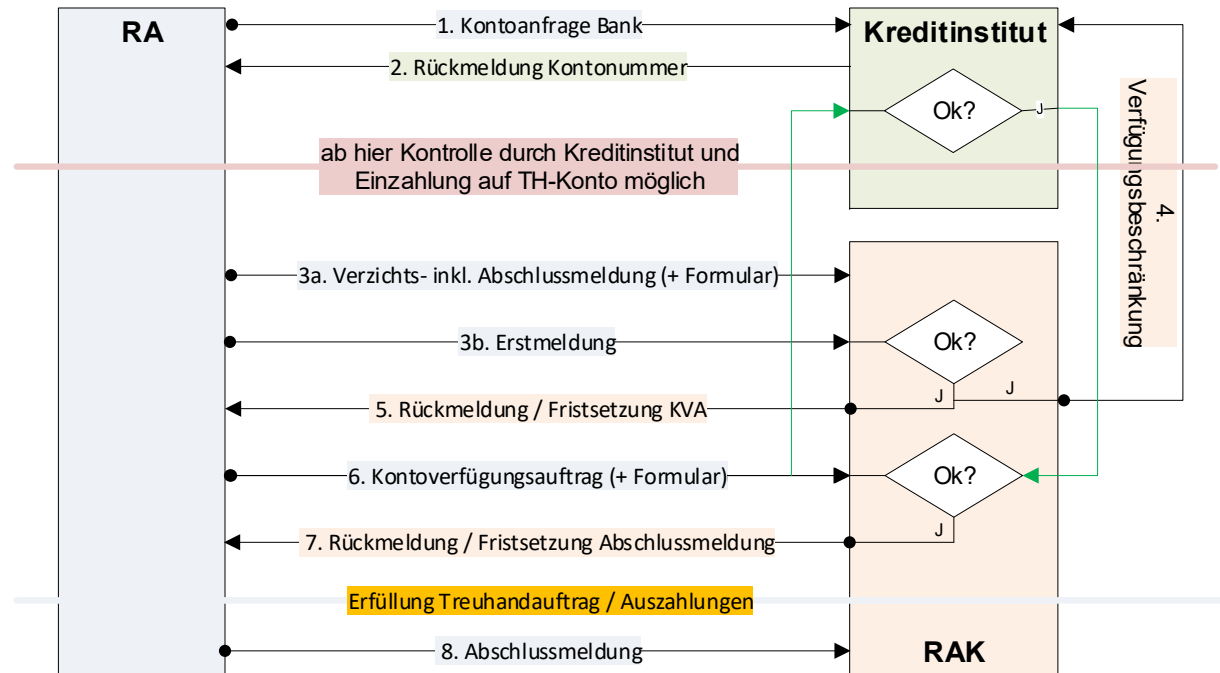 RA
1. Kontoanfrage Bank
Kreditinstitut
2. Rückmeldung Kontonummer
Ok?
J
4.
Verfügungsbeschränkung
ab hier Kontrolle durch Kreditinstitut und
Einzahlung auf TH-Konto möglich
3a. Verzichts- inkl. Abschlussmeldung (+ Formular)
3b. Erstmeldung
Ok?
J
J
5. Rückmeldung / Fristsetzung KVA
6. Kontoverfügungsauftrag (+ Formular)
Ok?
J
7. Rückmeldung / Fristsetzung Abschlussmeldung
Erfüllung Treuhandauftrag / Auszahlungen
8. Abschlussmeldung
RAK